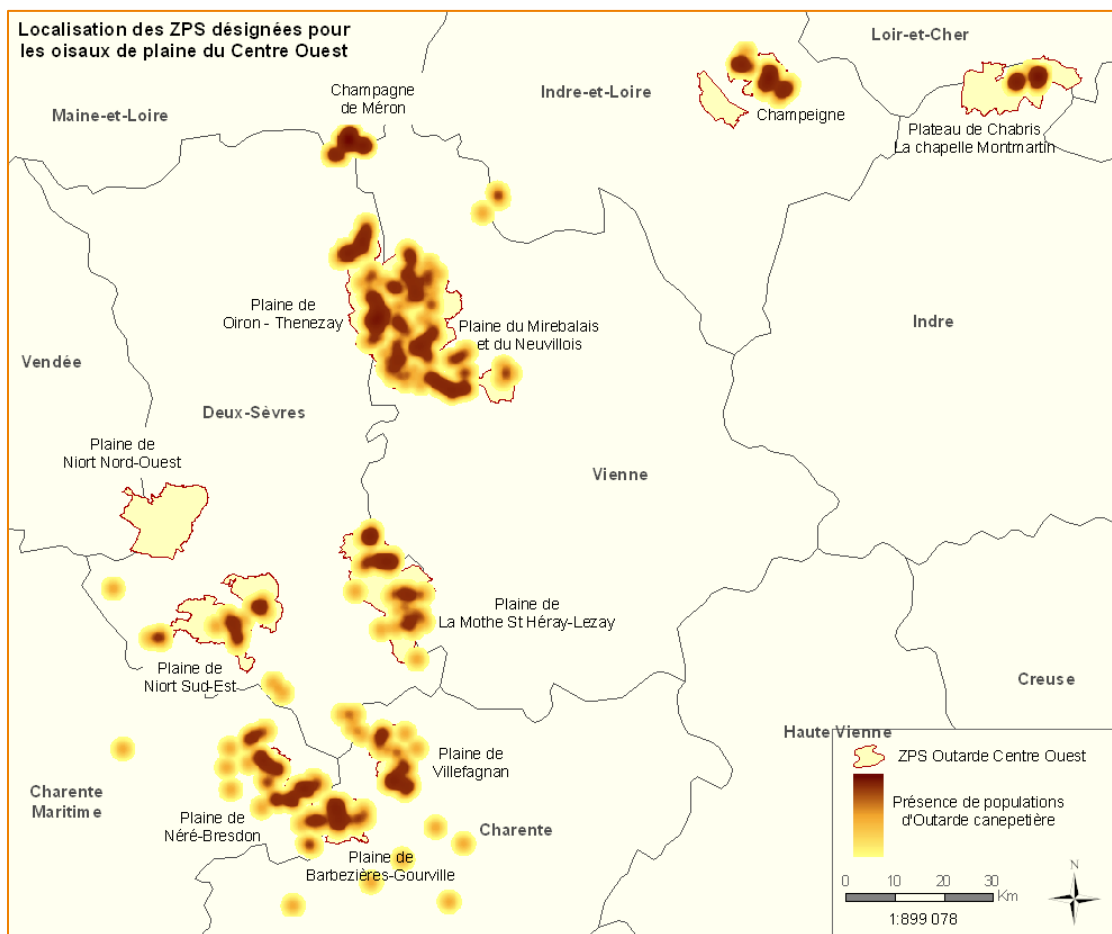 Localisation des ZPS désignées pour
les oisaux de plaine du Centre Ouest
Loir-et-Cher
Champagne
de Méron
Indre-et-Loire
Maine-et-Loire
Champeigne
Plateau de Chabris
La chapelle Montmartin
Plaine de
Oiron - Thenezay
Plaine du Mirebalais
et du Neuvillois
Indre
Vendée
Deux-Sèvres
Plaine de
Niort Nord-Ouest
Vienne
Plaine de
La Mothe St Héray-Lezay
Plaine de
Niort Sud-Est
Creuse
Haute Vienne
Plaine de
Villefagnan
Charente
Maritime
Plaine de
Néré-Bresdon
Charente
Plaine de
Barbezières-Gourville
ZPS Outarde Centre Ouest
Présence de populations
d'Outarde canepetière
N
0 10 20 30
Km
1:899 078